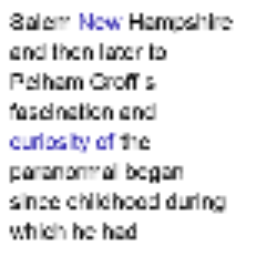 Salem New Hampshire
and then later to
Pelham Groff s
fascination and
curiosity of the
paranormal began
since childhood during
which he had